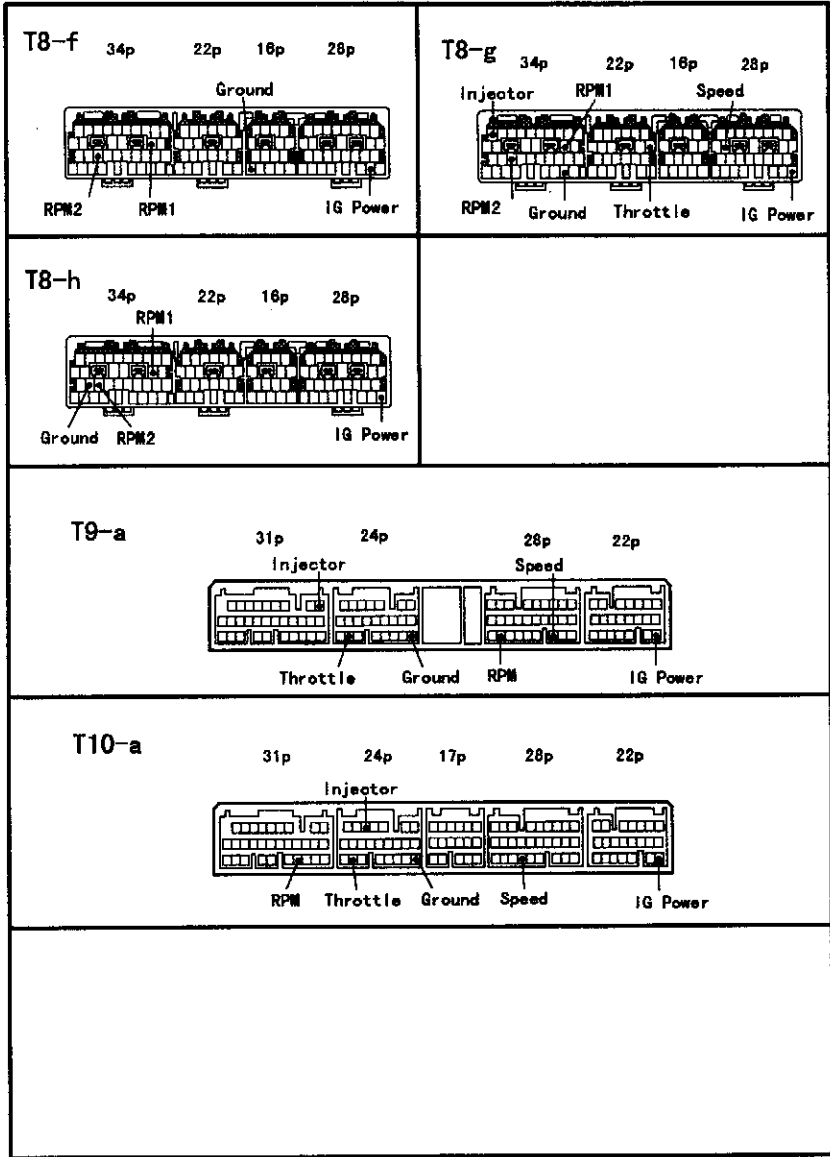 T8-f
34p 22p 16p 28p
Ground
RPM2 RPM1 IG Power
T8-g
34p 22p 16p 28p
Injector RPM1 Speed
RPM2 Ground Throttle IG Power
T8-h
34p 22p 16p 28p
RPM1
Ground RPM2 IG Power
T9-a
31p 24p 28p 22p
Injector Speed
Throttle Ground RPM IG Power
T10-a
31p 24p 17p 28p 22p
Injector
RPM Throttle Ground Speed IG Power